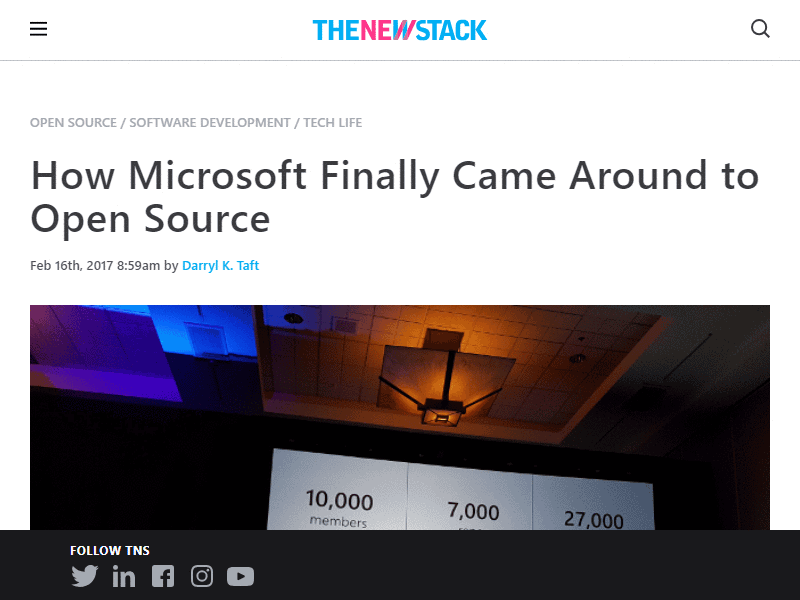 THENEWSTACK
OPEN SOURCE / SOFTWARE DEVELOPMENT / TECH LIFE
How Microsoft Finally Came Around to
Open Source
Feb 16th, 2017 8:59am by Darryl K. Taft
10,000 7,000 27,000
members
FOLLOW TNS